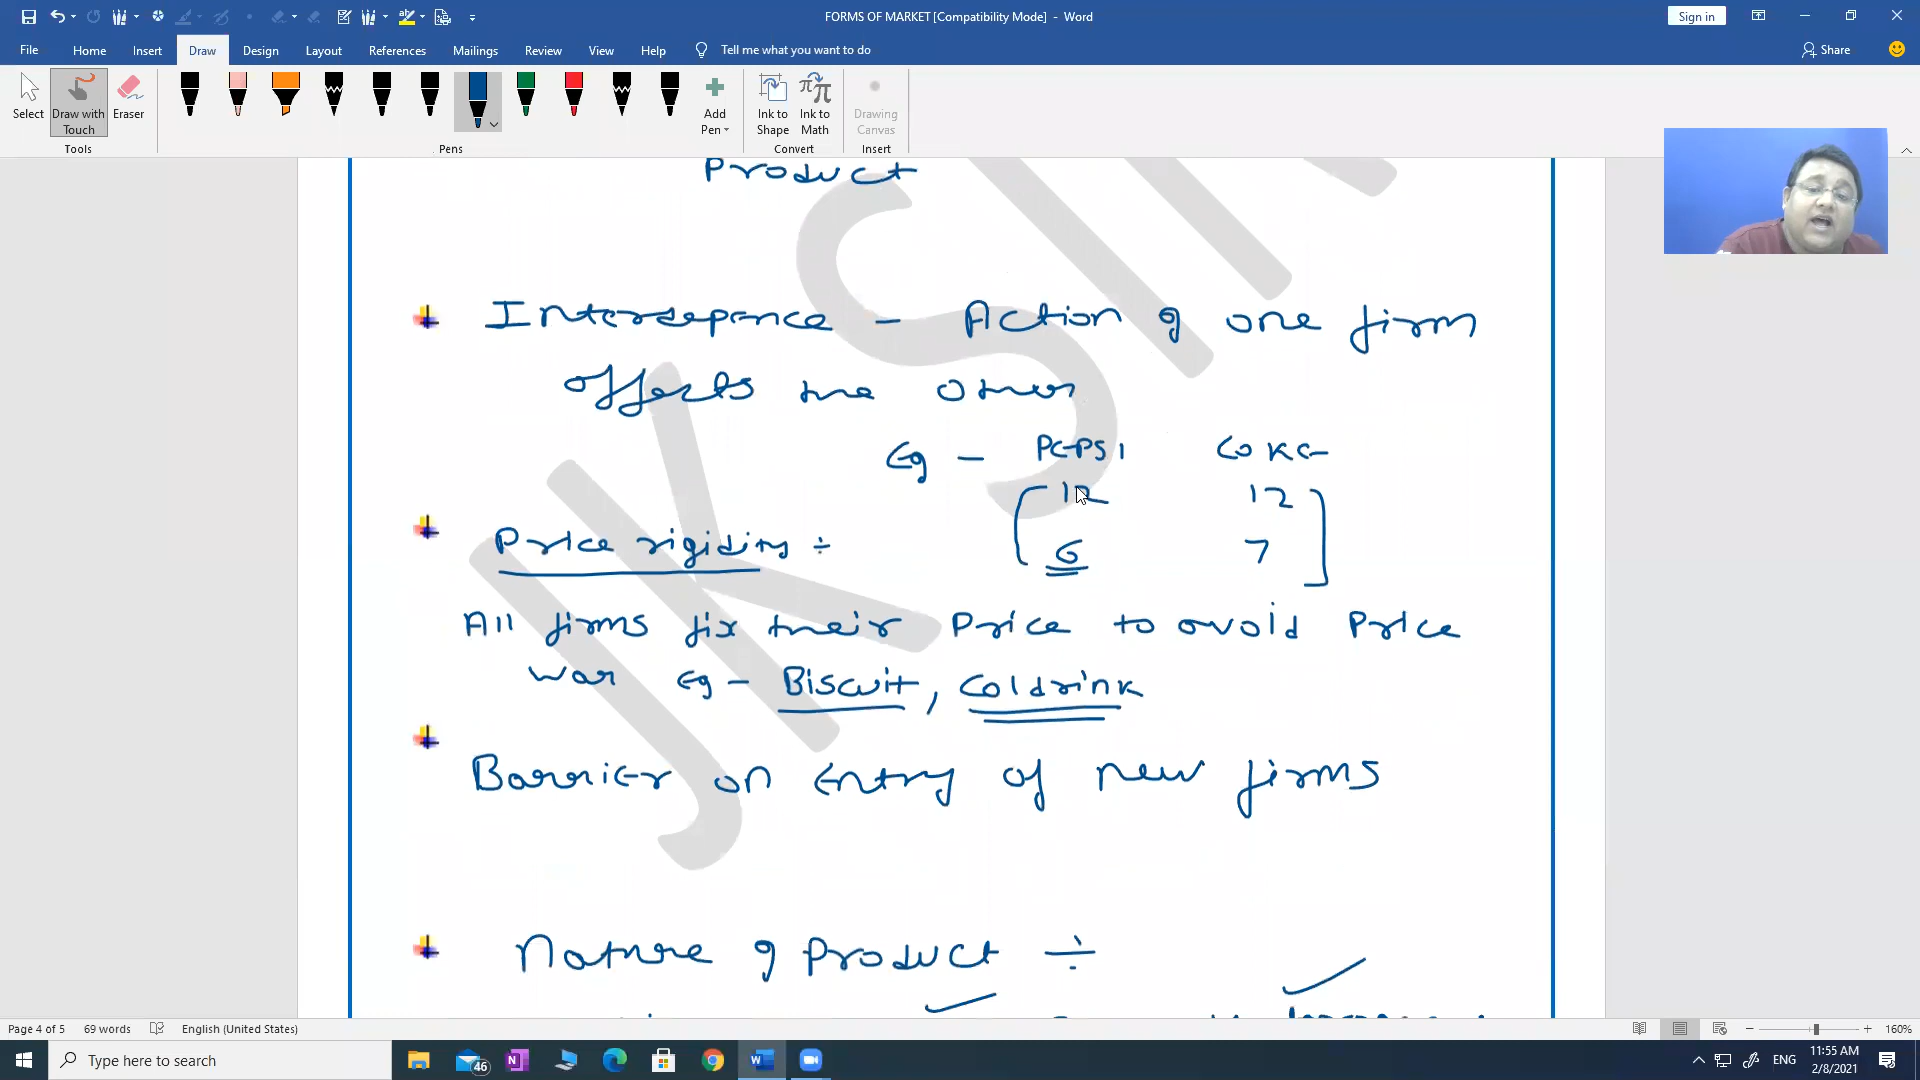 FORMS OF MARKET [Compatibility Mode] - Word
Sign in
File Home Insert Draw Design Layout References Mailings Review View Help Tell me what you want to do Share
Select
Draw with Touch
Eraser
Add Pen
Ink to Shape
Ink to Math
Drawing Canvas
Tools
Pens
Convert
Insert
Product
Interdepence - Action of one firm
affects the other
Eg - PEPSI COKE
12 12
Price rigidity ÷
6 7
All firms fix their Price to avoid Price
war Eg - Biscuit, Coldrink
Barrier on Entry of new firms
Nature of Product ÷
JK SIN
Page 4 of 5 69 words English (United States) 160%
Type here to search
46
ENG
11:55 AM
2/8/2021